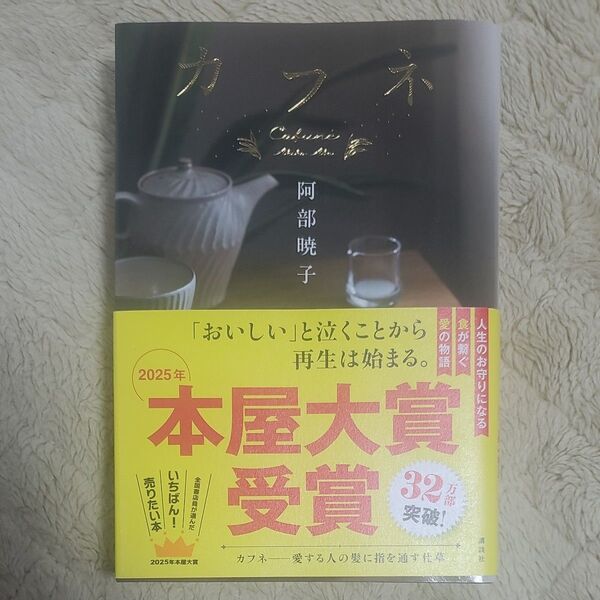 カフネ
Cafuné
阿部暁子
「おいしい」と泣くことから
再生は始まる。
人生のお守りになる
食が繋ぐ
愛の物語
2025年
本屋大賞
受賞
全国書店員が選んだ
いちばん!
売りたい本
2025年本屋大賞
32万部
突破!
カフネ――愛する人の髪に指を通す仕草
講談社